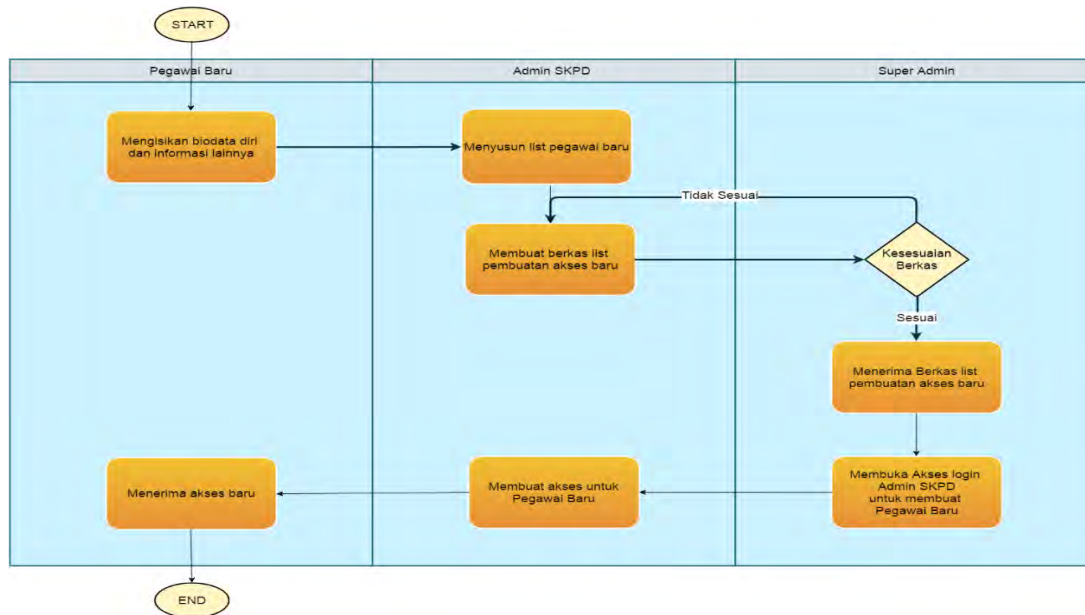 START
Pegawai Baru
Admin SKPD
Super Admin
Mengisikan biodata diri
dan informasi lainnya
Menyusun list pegawai baru
Tidak Sesuai
Membuat berkas list
pembuatan akses baru
Kesesuaian
Berkas
Sesuai
Menerima Berkas list
pembuatan akses baru
Menerima akses baru
Membuat akses untuk
Pegawai Baru
Membuka Akses login
Admin SKPD
untuk membuat
Pegawai Baru
END